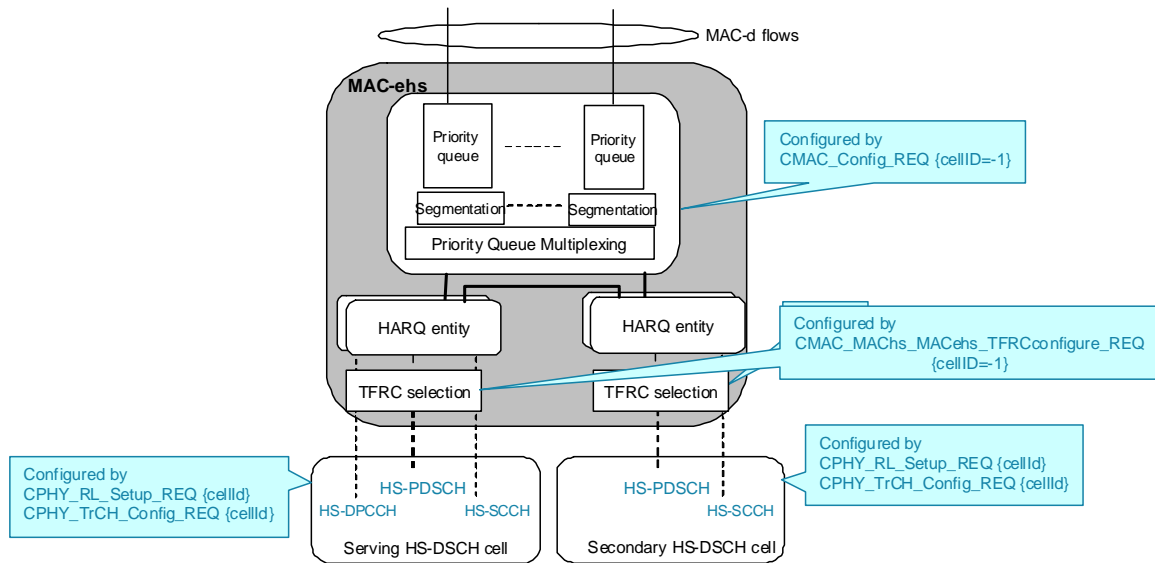 MAC-d flows
MAC-ehs
Priority
queue
Priority
queue
Configured by
CMAC_Config_REQ {cellID=-1}
Segmentation
Segmentation
Priority Queue Multiplexing
HARQ entity
HARQ entity
Configured by
CMAC_MAChs_MACehs_TFRCconfigure_REQ
{cellID=-1}
TFRC selection
TFRC selection
Configured by
CPHY_RL_Setup_REQ {cellId}
CPHY_TrCH_Config_REQ {cellId}
Configured by
CPHY_RL_Setup_REQ {cellId}
CPHY_TrCH_Config_REQ {cellId}
HS-PDSCH
HS-DPCCH
HS-SCCH
Serving HS-DSCH cell
HS-PDSCH
HS-SCCH
Secondary HS-DSCH cell